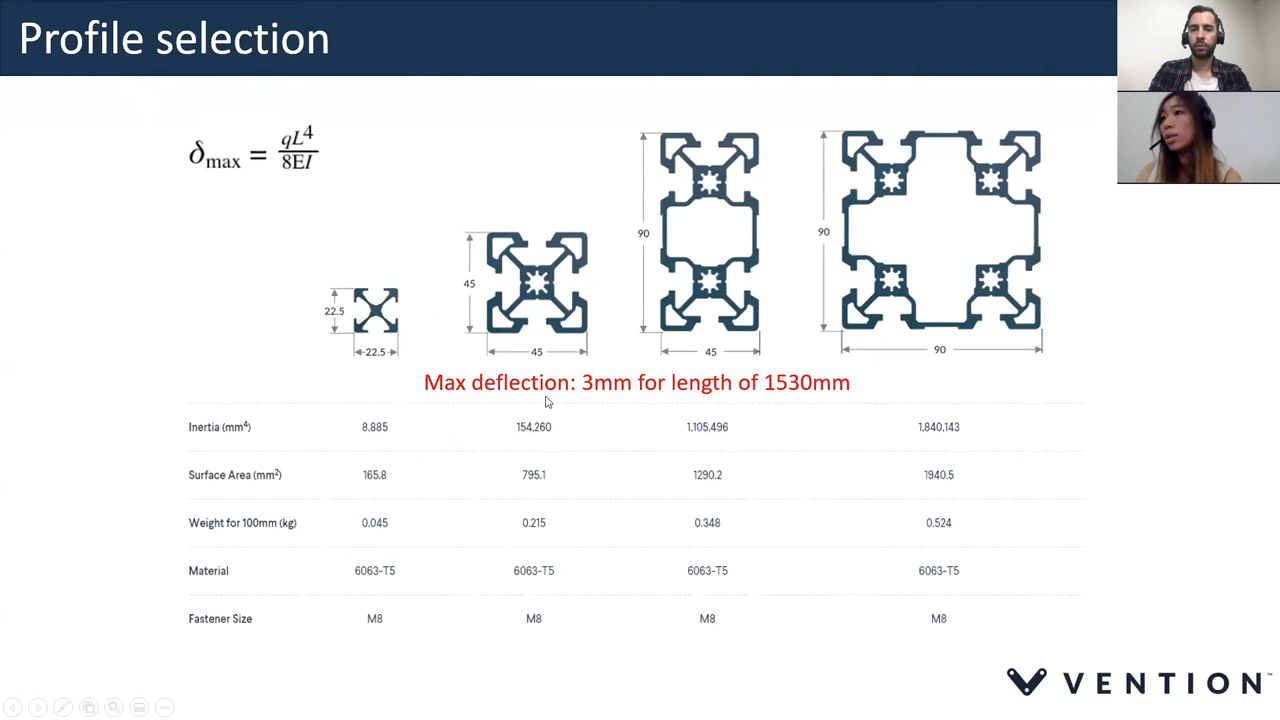 Profile selection
δmax = qL⁴/8EI
22.5
22.5
45
45
90
45
90
90
Max deflection: 3mm for length of 1530mm
Inertia (mm⁴) 8,885 154,260 1,105,496 1,840,143
Surface Area (mm²) 165.8 795.1 1290.2 1940.5
Weight for 100mm (kg) 0.045 0.215 0.348 0.524
Material 6063-T5 6063-T5 6063-T5 6063-T5
Fastener Size M8 M8 M8 M8
VENTION™